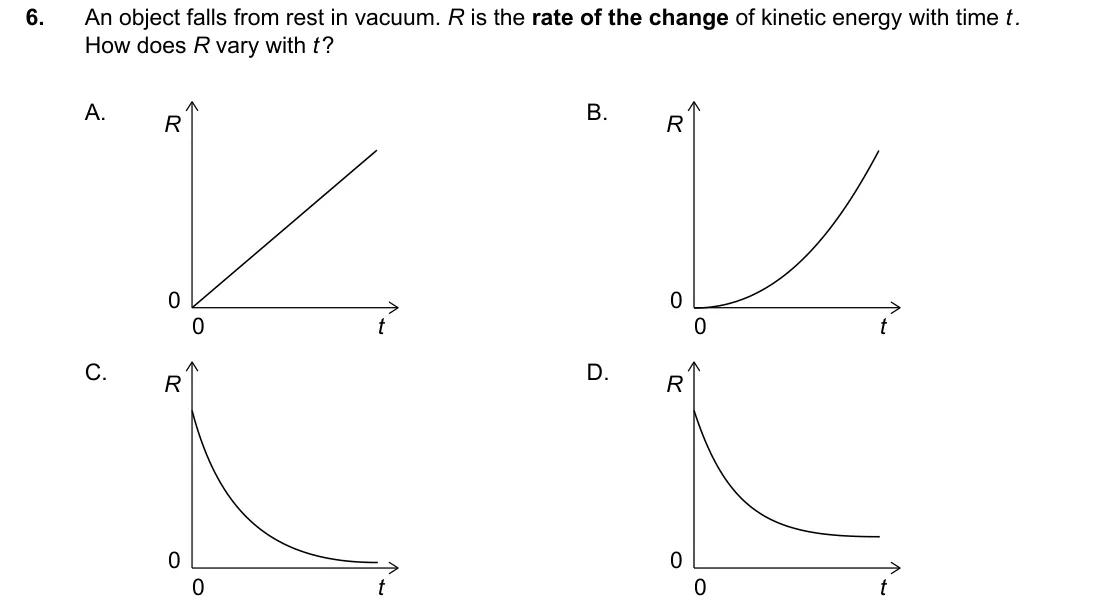 6. An object falls from rest in vacuum. R is the rate of the change of kinetic energy with time t.
How does R vary with t?
A. R
0
0 t
B. R
0
0 t
C. R
0
0 t
D. R
0
0 t